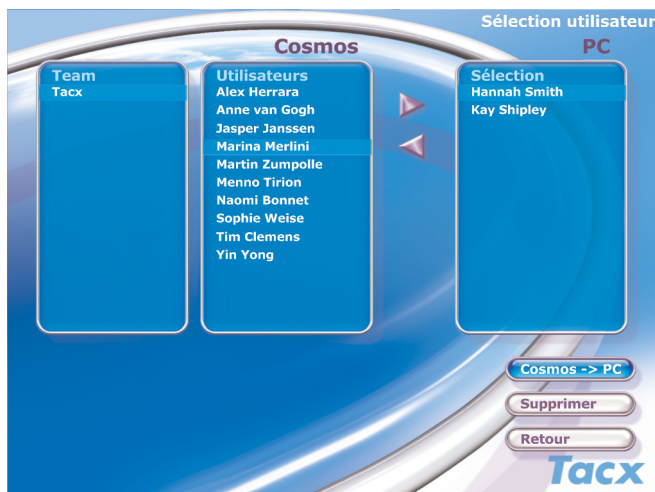 Sélection utilisateur
Cosmos
PC
Team
Tacx
Utilisateurs
Alex Herrara
Anne van Gogh
Jasper Janssen
Marina Merlini
Martin Zumpolle
Menno Tirion
Naomi Bonnet
Sophie Weise
Tim Clemens
Yin Yong
Sélection
Hannah Smith
Kay Shipley
Cosmos -> PC
Supprimer
Retour
Tacx